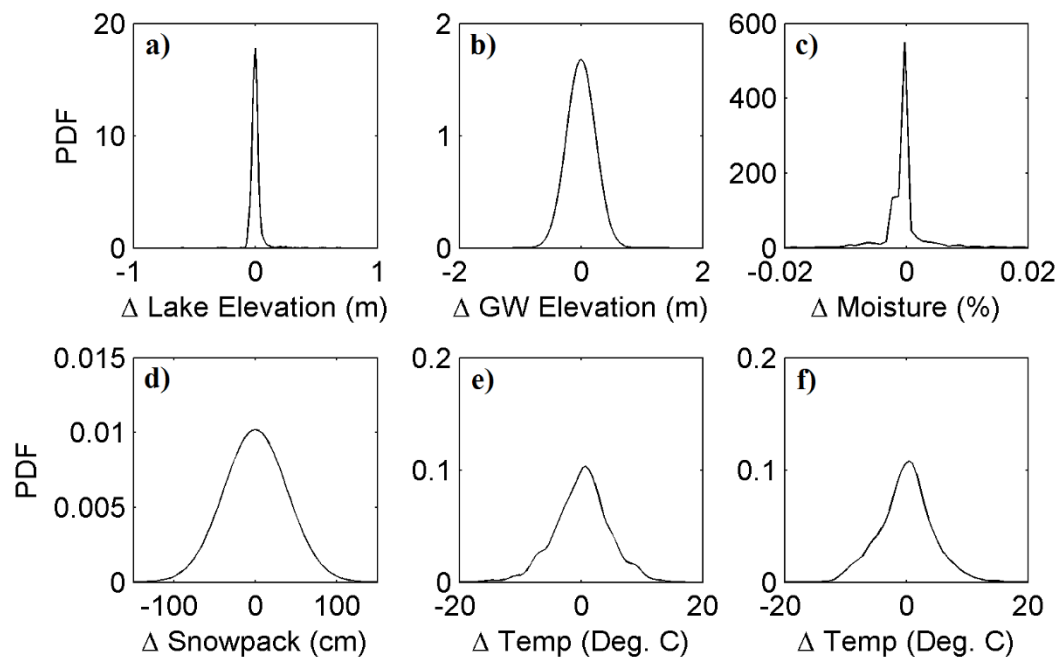 a)
20
10
0
-1 0 1
PDF
Δ Lake Elevation (m)
b)
2
1
0
-2 0 2
Δ GW Elevation (m)
c)
600
400
200
0
-0.02 0 0.02
Δ Moisture (%)
d)
0.015
0.01
0.005
0
-100 0 100
PDF
Δ Snowpack (cm)
e)
0.2
0.1
0
-20 0 20
Δ Temp (Deg. C)
f)
0.2
0.1
0
-20 0 20
Δ Temp (Deg. C)